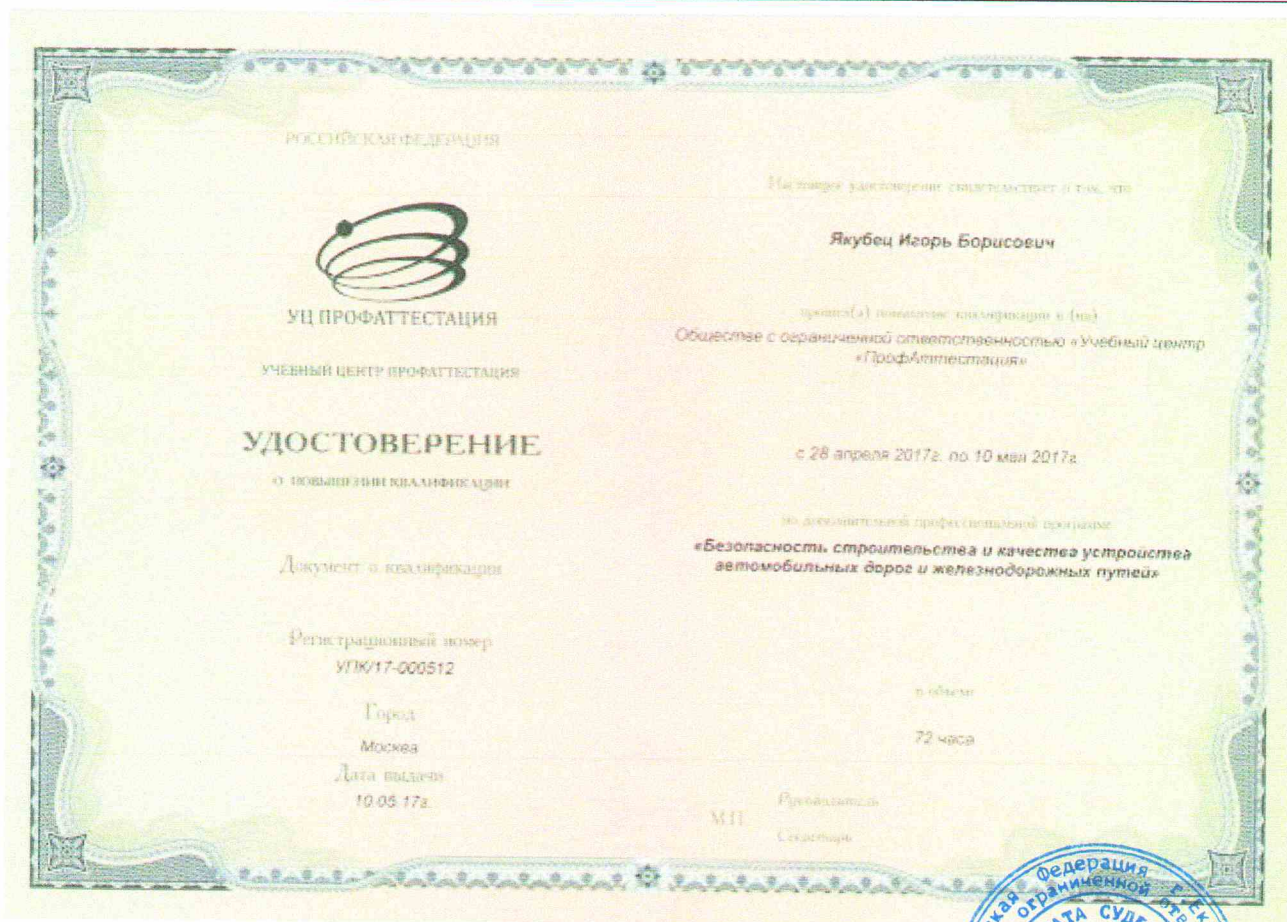 РОССИЙСКАЯ ФЕДЕРАЦИЯ
УЦ ПРОФАТТЕСТАЦИЯ
УЧЕБНЫЙ ЦЕНТР ПРОФАТТЕСТАЦИЯ
УДОСТОВЕРЕНИЕ
О ПОВЫШЕНИИ КВАЛИФИКАЦИИ
Документ о квалификации
Регистрационный номер
УПК/17-000512
Город
Москва
Дата выдачи
10.05.17г.
Настоящее удостоверение свидетельствует о том, что
Якубец Игорь Борисович
прошел(а) повышение квалификации в (на)
Обществе с ограниченной ответственностью «Учебный центр
«ПрофАттестация»
с 28 апреля 2017г. по 10 мая 2017г.
по дополнительной профессиональной программе
«Безопасность строительства и качества устройства
автомобильных дорог и железнодорожных путей»
в объеме
72 часа
М.П.
Руководитель
Секретарь
Федерация г. Ек
ограниченной
СУДЕ